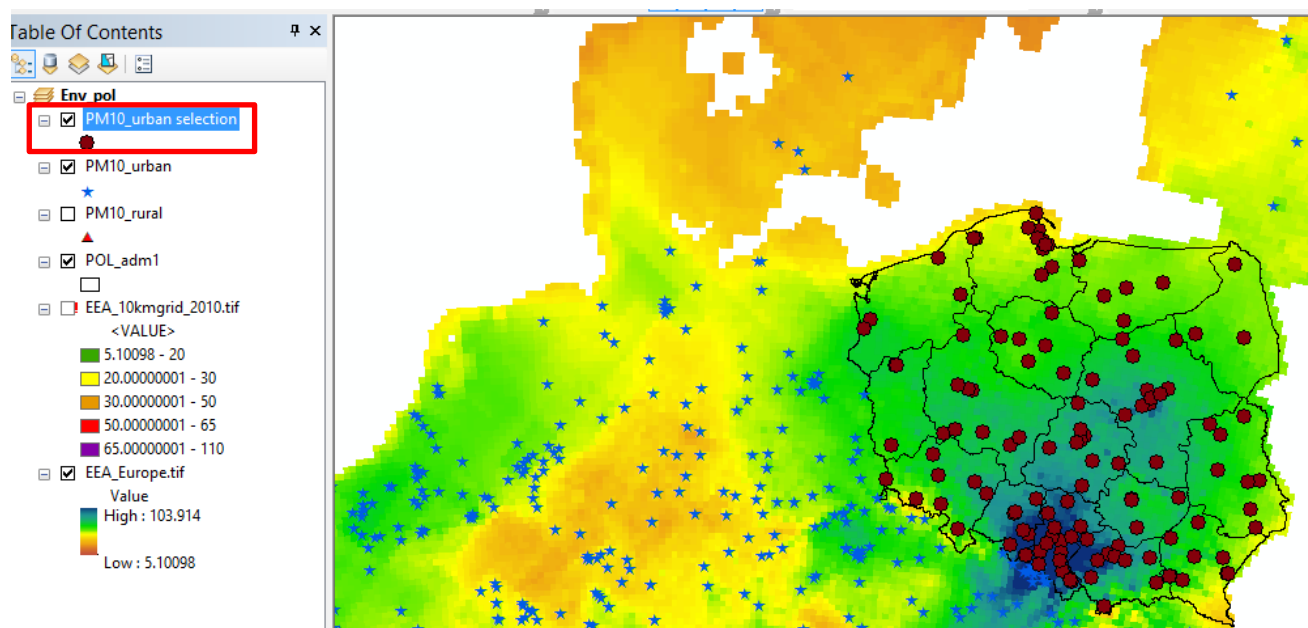 Table Of Contents
Env_pol
PM10_urban selection
PM10_urban
PM10_rural
POL_adm1
EEA_10kmgrid_2010.tif
<VALUE>
5.10098 - 20
20.00000001 - 30
30.00000001 - 50
50.00000001 - 65
65.00000001 - 110
EEA_Europe.tif
Value
High : 103.914
Low : 5.10098